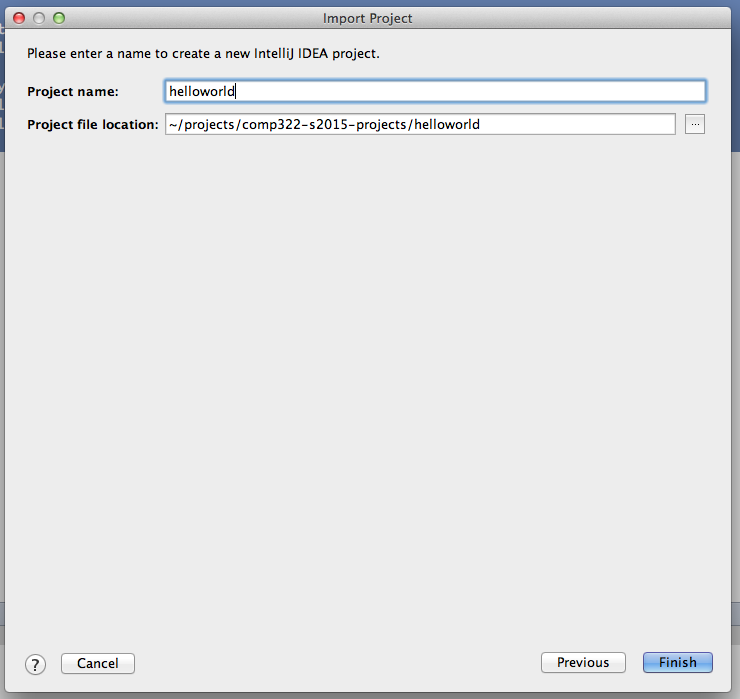 Import Project
Please enter a name to create a new IntelliJ IDEA project.
Project name: helloworld
Project file location: ~/projects/comp322-s2015-projects/helloworld ...
? Cancel Previous Finish